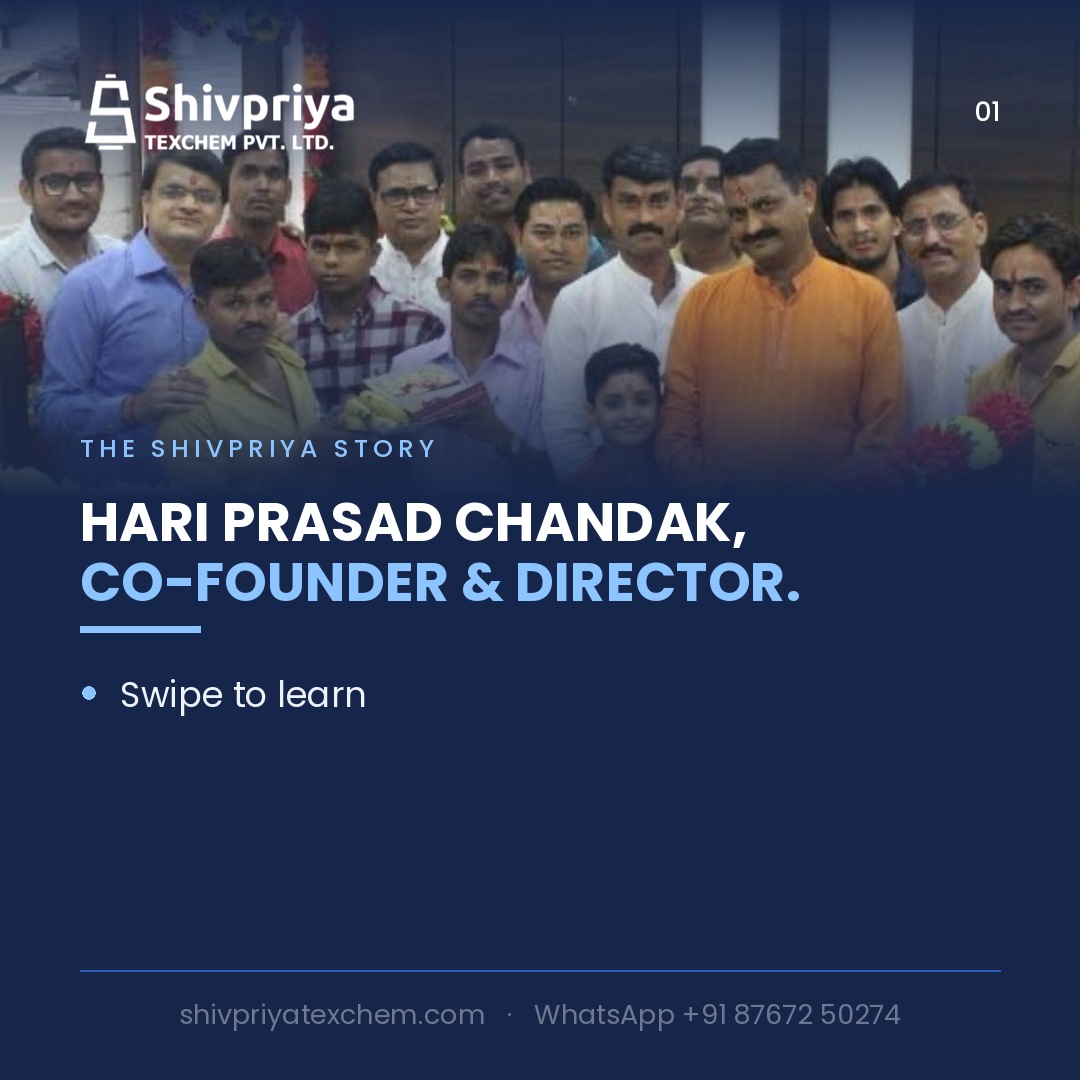 Shivpriya
TEXCHEM PVT. LTD.
01
THE SHIVPRIYA STORY
HARI PRASAD CHANDAK,
CO-FOUNDER & DIRECTOR.
• Swipe to learn
shivpriyatexchem.com · WhatsApp +91 87672 50274